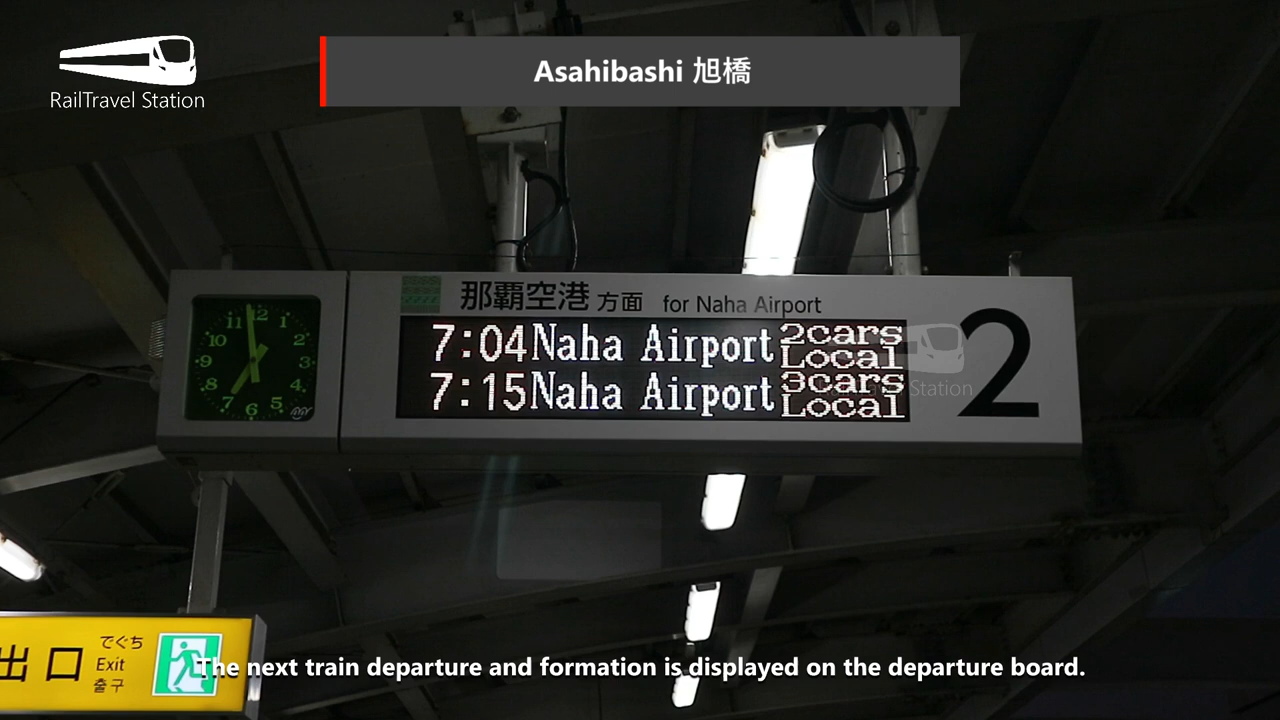 RailTravel Station
Asahibashi 旭橋
那覇空港 方面 for Naha Airport
7:04 Naha Airport 2cars Local
7:15 Naha Airport 3cars Local
2
12
11 1
10 2
9 3
8 4
7 6 5
RailTravel Station
出口
でぐち
Exit
출구
The next train departure and formation is displayed on the departure board.